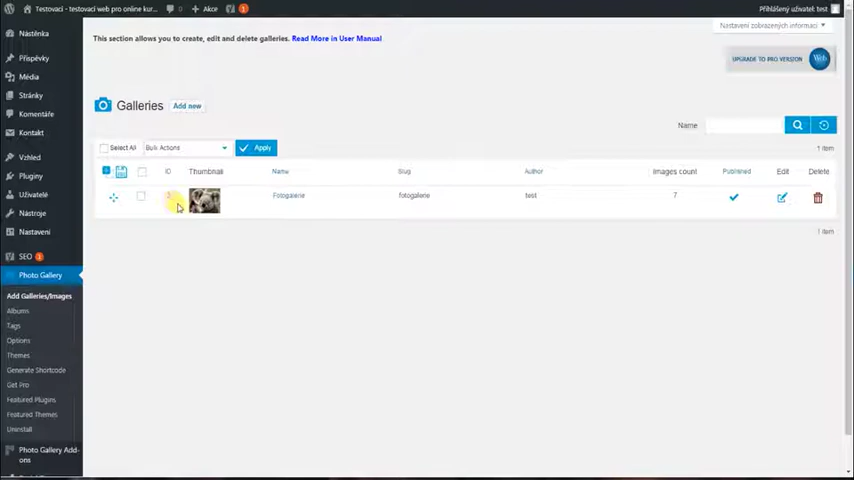 Testovací - testovací web pro online kur... 0 + Akce 1 Přihlášený uživatel: test
Nastavení zobrazených informací
This section allows you to create, edit and delete galleries. Read More in User Manual
UPGRADE TO PRO VERSION Web
Nástěnka
Příspěvky
Média
Stránky
Komentáře
Kontakt
Vzhled
Pluginy
Uživatelé
Nástroje
Nastavení
SEO 1
Photo Gallery
Add Galleries/Images
Albums
Tags
Options
Themes
Generate Shortcode
Get Pro
Featured Plugins
Featured Themes
Uninstall
Photo Gallery Add-
ons
Galleries Add new
Name
Select All Bulk Actions Apply 1 item
ID Thumbnail Name Slug Author Images count Published Edit Delete
Fotogalerie fotogalerie test 7
1 item